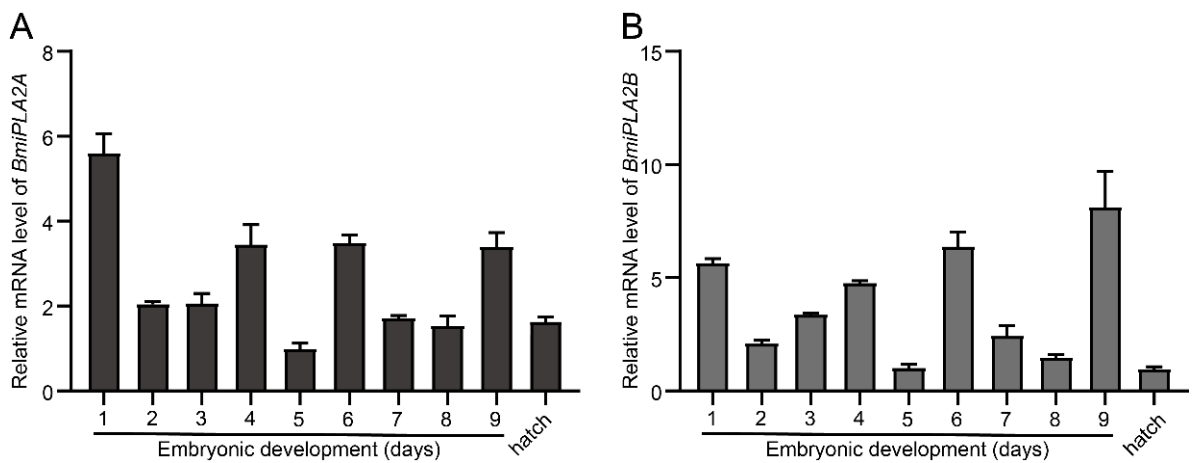 A
Relative mRNA level of BmiPLA2A
8
6
4
2
0
1 2 3 4 5 6 7 8 9 hatch
Embryonic development (days)
B
Relative mRNA level of BmiPLA2B
15
10
5
0
1 2 3 4 5 6 7 8 9 hatch
Embryonic development (days)